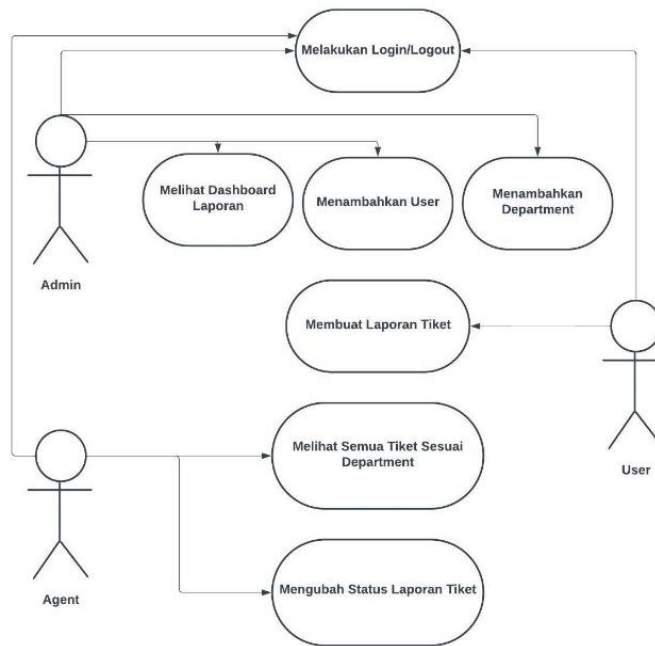 Melakukan Login/Logout
Melihat Dashboard
Laporan
Menambahkan User
Menambahkan
Department
Admin
Membuat Laporan Tiket
User
Melihat Semua Tiket Sesuai
Department
Agent
Mengubah Status Laporan Tiket